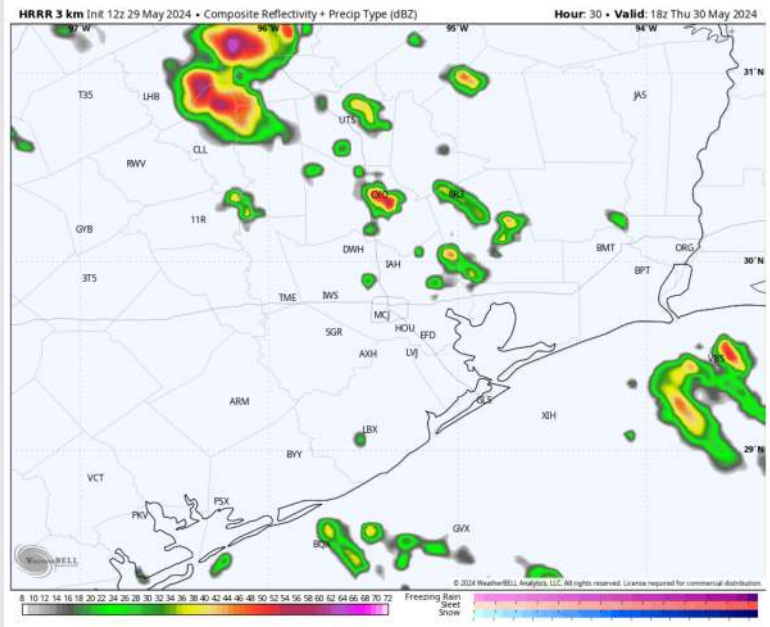 HRRR 3 km Init 12z 29 May 2024 • Composite Reflectivity + Precip Type (dBZ) Hour: 30 • Valid: 18z Thu 30 May 2024
97°W 96°W 95°W 94°W
31°N
T35 LHB JAS
UTS
CLL
RWV
CXO 6R3
11R
GYB
DWH BMT ORG
IAH 30°N
3T5 BPT
TME IWS
MCJ
SGR HOU EFD
AXH LVJ VBS
ARM GLS
XIH
LBX
BYY 29°N
VCT
PSX
PKV
GVX
BQX
WeatherBELL
© 2024 WeatherBELL Analytics, LLC. All rights reserved. License required for commercial distribution.
8 10 12 14 16 18 20 22 24 26 28 30 32 34 36 38 40 42 44 46 48 50 52 54 56 58 60 62 64 66 68 70 72
Freezing Rain
Sleet
Snow